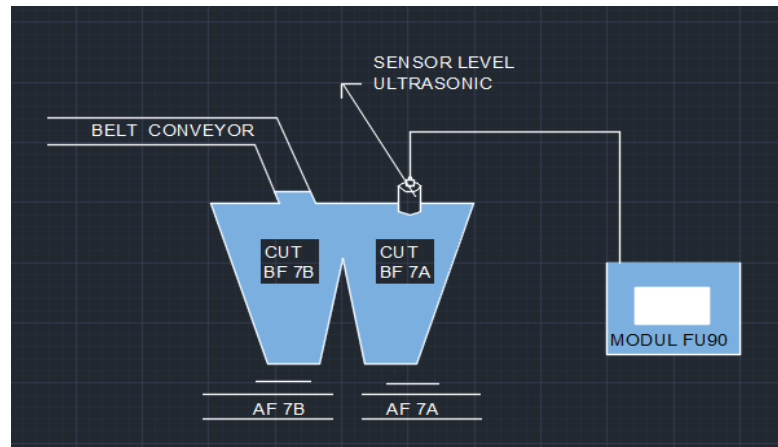 SENSOR LEVEL
ULTRASONIC
BELT CONVEYOR
CUT
BF 7B
CUT
BF 7A
MODUL FU90
AF 7B
AF 7A